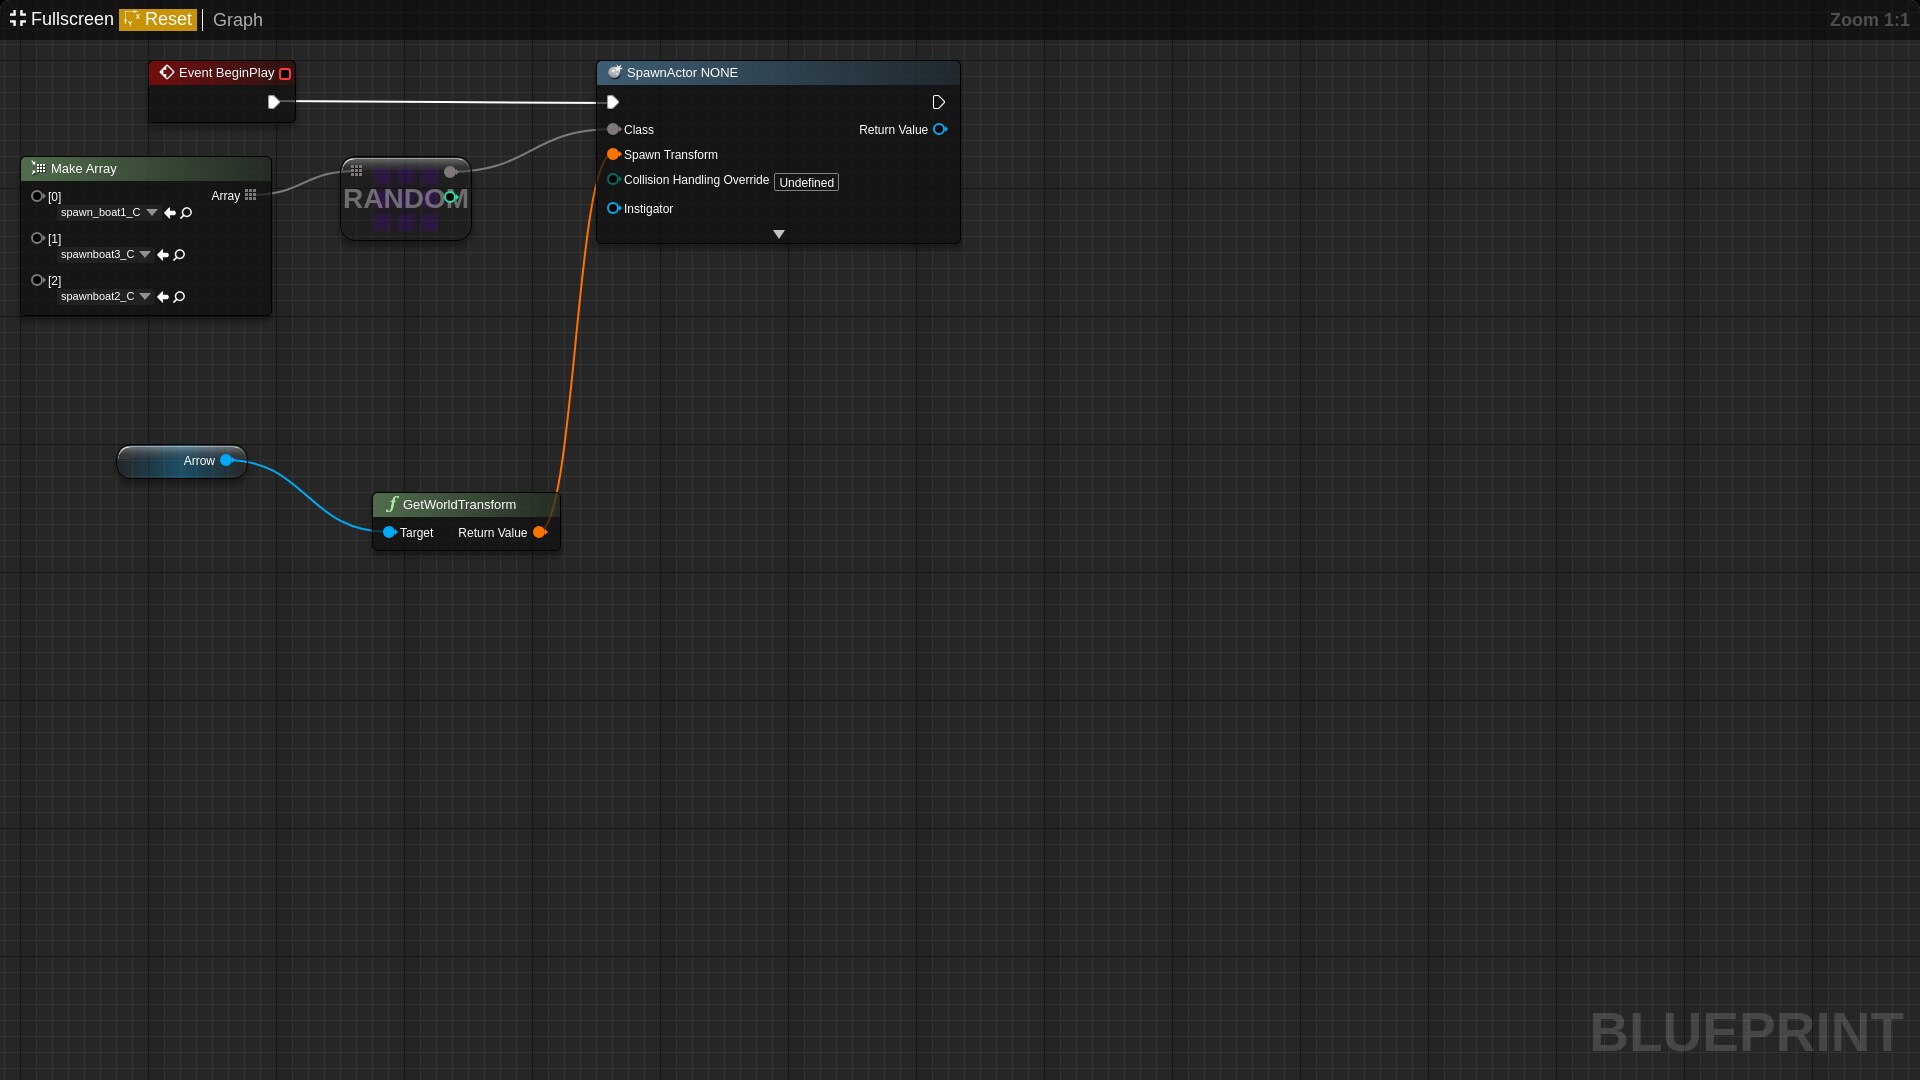 Fullscreen Reset Graph Zoom 1:1
Event BeginPlay
SpawnActor NONE
Class Return Value
Spawn Transform
Collision Handling Override Undefined
Instigator
Make Array
[0] Array
spawn_boat1_C
[1]
spawnboat3_C
[2]
spawnboat2_C
RANDOM
Arrow
GetWorldTransform
Target Return Value
BLUEPRINT